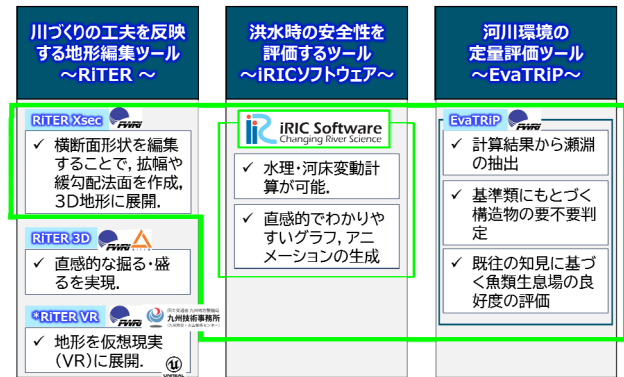 川づくりの工夫を反映
する地形編集ツール
～RiTER ～
洪水時の安全性を
評価するツール
～iRICソフトウェア～
河川環境の
定量評価ツール
～EvaTRiP～
RiTER Xsec
PWRI
✓ 横断面形状を編集
することで，拡幅や
緩勾配法面を作成，
3D地形に展開．
RiTER 3D
PWRI
✓ 直感的な掘る・盛
るを実現．
*RiTER VR
PWRI
九州技術事務所
✓ 地形を仮想現実
（VR）に展開．
UNREAL
iRIC Software
Changing River Science
✓ 水理・河床変動計
算が可能．
✓ 直感的でわかりや
すいグラフ，アニ
メーションの生成
EvaTRiP
PWRI
✓ 計算結果から瀬淵
の抽出
✓ 基準類にもとづく
構造物の要不要判
定
✓ 既往の知見に基づ
く魚類生息場の良
好度の評価